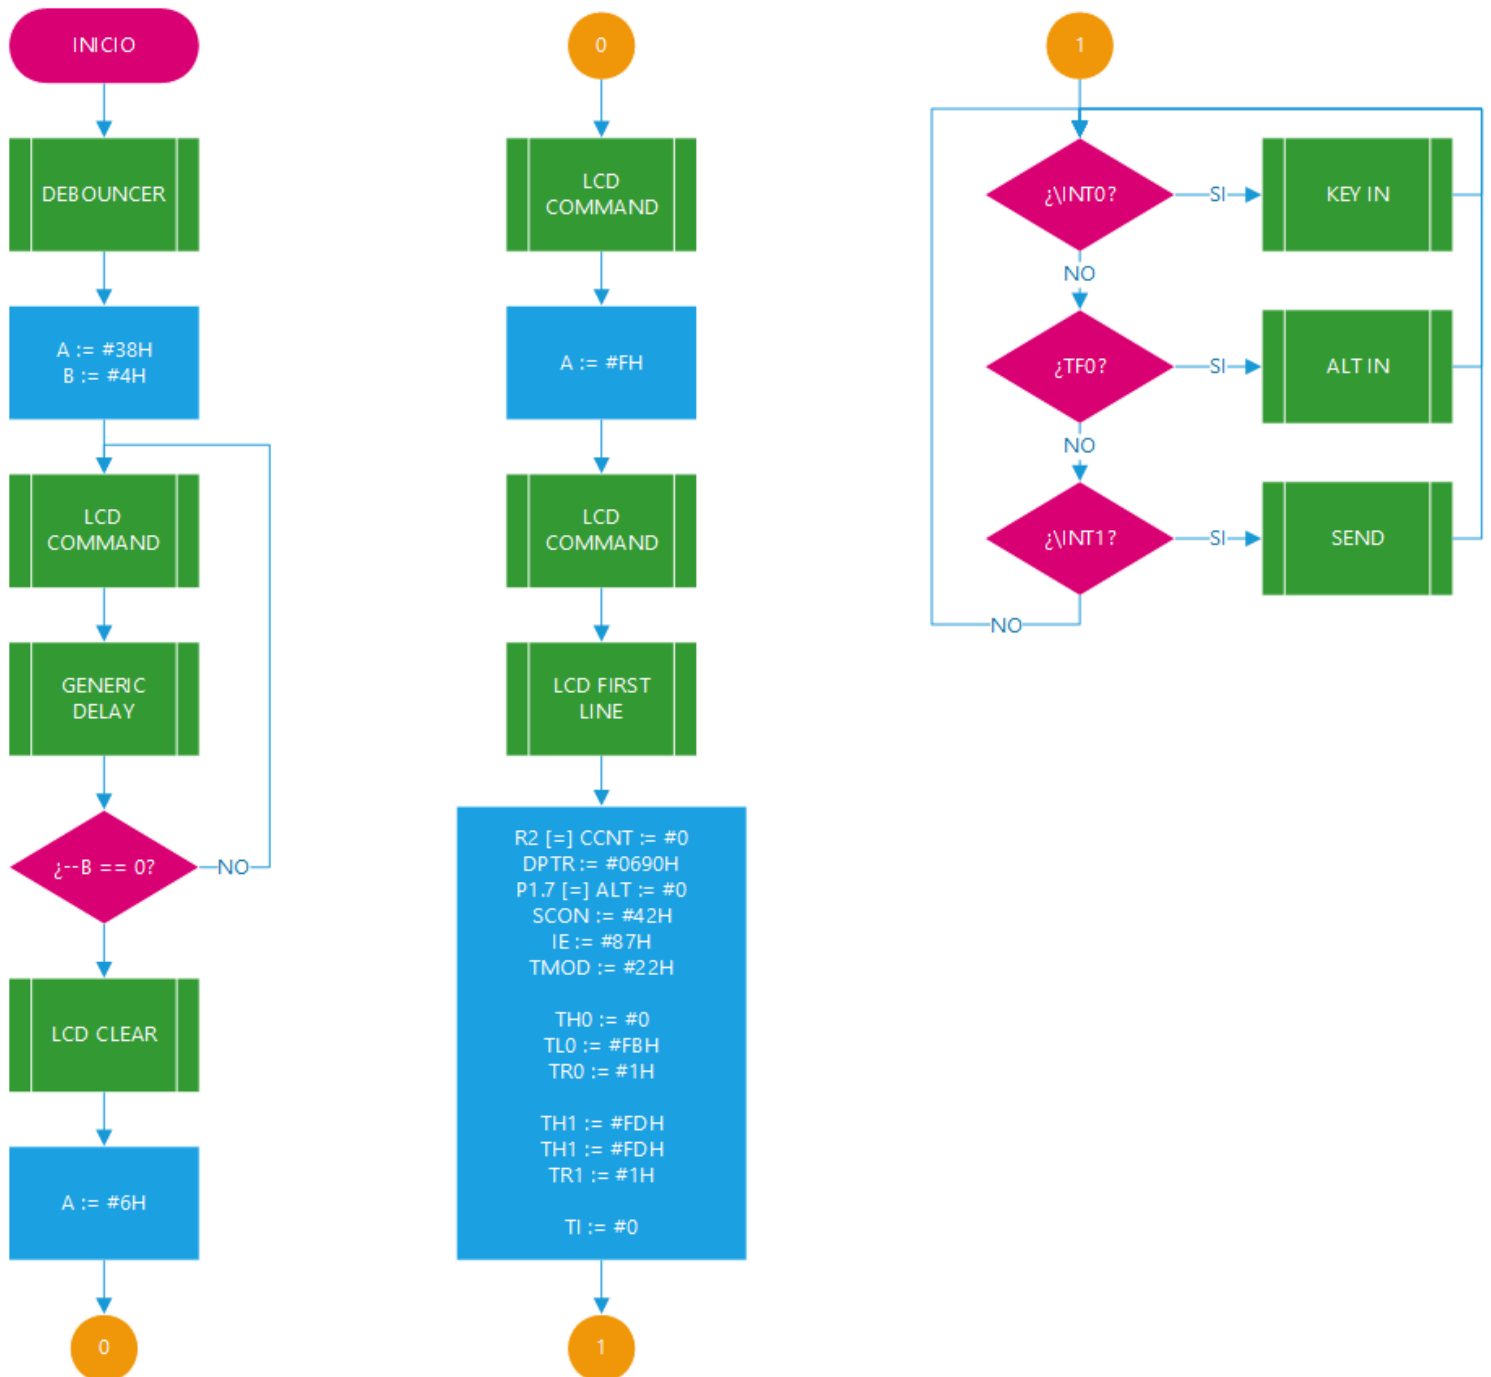 INICIO
DEBOUNCER
A := #38H
B := #4H
LCD
COMMAND
GENERIC
DELAY
¿--B == 0?
NO
LCD CLEAR
A := #6H
0
0
LCD
COMMAND
A := #FH
LCD
COMMAND
LCD FIRST
LINE
R2 [=] CCNT := #0
DPTR := #0690H
P1.7 [=] ALT := #0
SCON := #42H
IE := #87H
TMOD := #22H
TH0 := #0
TL0 := #FBH
TR0 := #1H
TH1 := #FDH
TH1 := #FDH
TR1 := #1H
TI := #0
1
1
¿\INT0?
SI
KEY IN
NO
¿TF0?
SI
ALT IN
NO
¿\INT1?
SI
SEND
NO